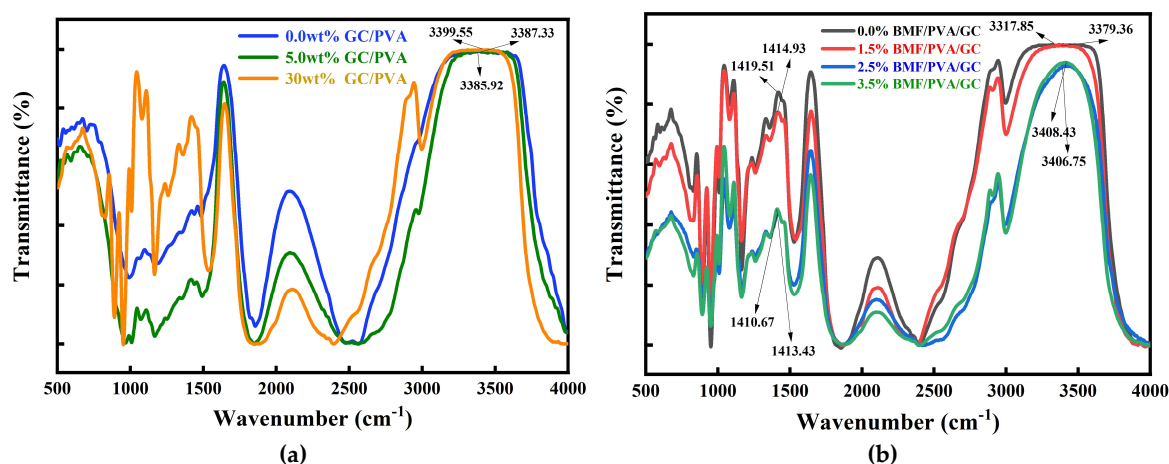 0.0wt% GC/PVA
5.0wt% GC/PVA
30wt% GC/PVA
3399.55
3387.33
3385.92
Transmittance (%)
500 1000 1500 2000 2500 3000 3500 4000
Wavenumber (cm-1)
(a)
0.0% BMF/PVA/GC
1.5% BMF/PVA/GC
2.5% BMF/PVA/GC
3.5% BMF/PVA/GC
3317.85
3379.36
1414.93
1419.51
3408.43
3406.75
1410.67
1413.43
Transmittance (%)
500 1000 1500 2000 2500 3000 3500 4000
Wavenumber (cm-1)
(b)